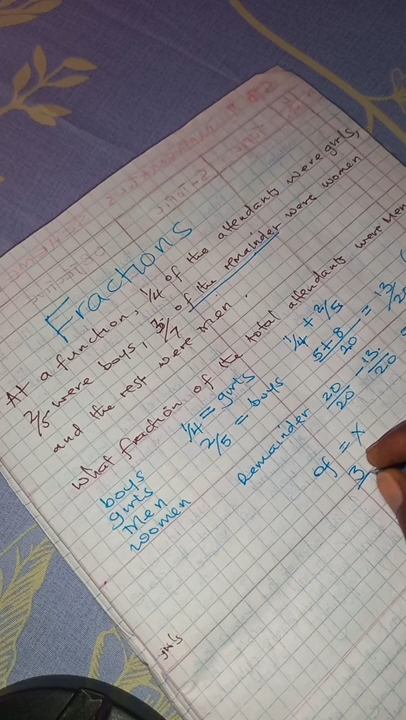 Fractions
At a function, 1/4 of the attendants were girls,
2/5 were boys, 3/7 of the remainder were women
and the rest were men.
What fraction of the total attendants were Men
boys
girls
Men
women
1/4 = girls
2/5 = boys
1/4 + 2/5
5+8/20 = 13/20
Remainder 20/20 - 13/20
of = x
3/